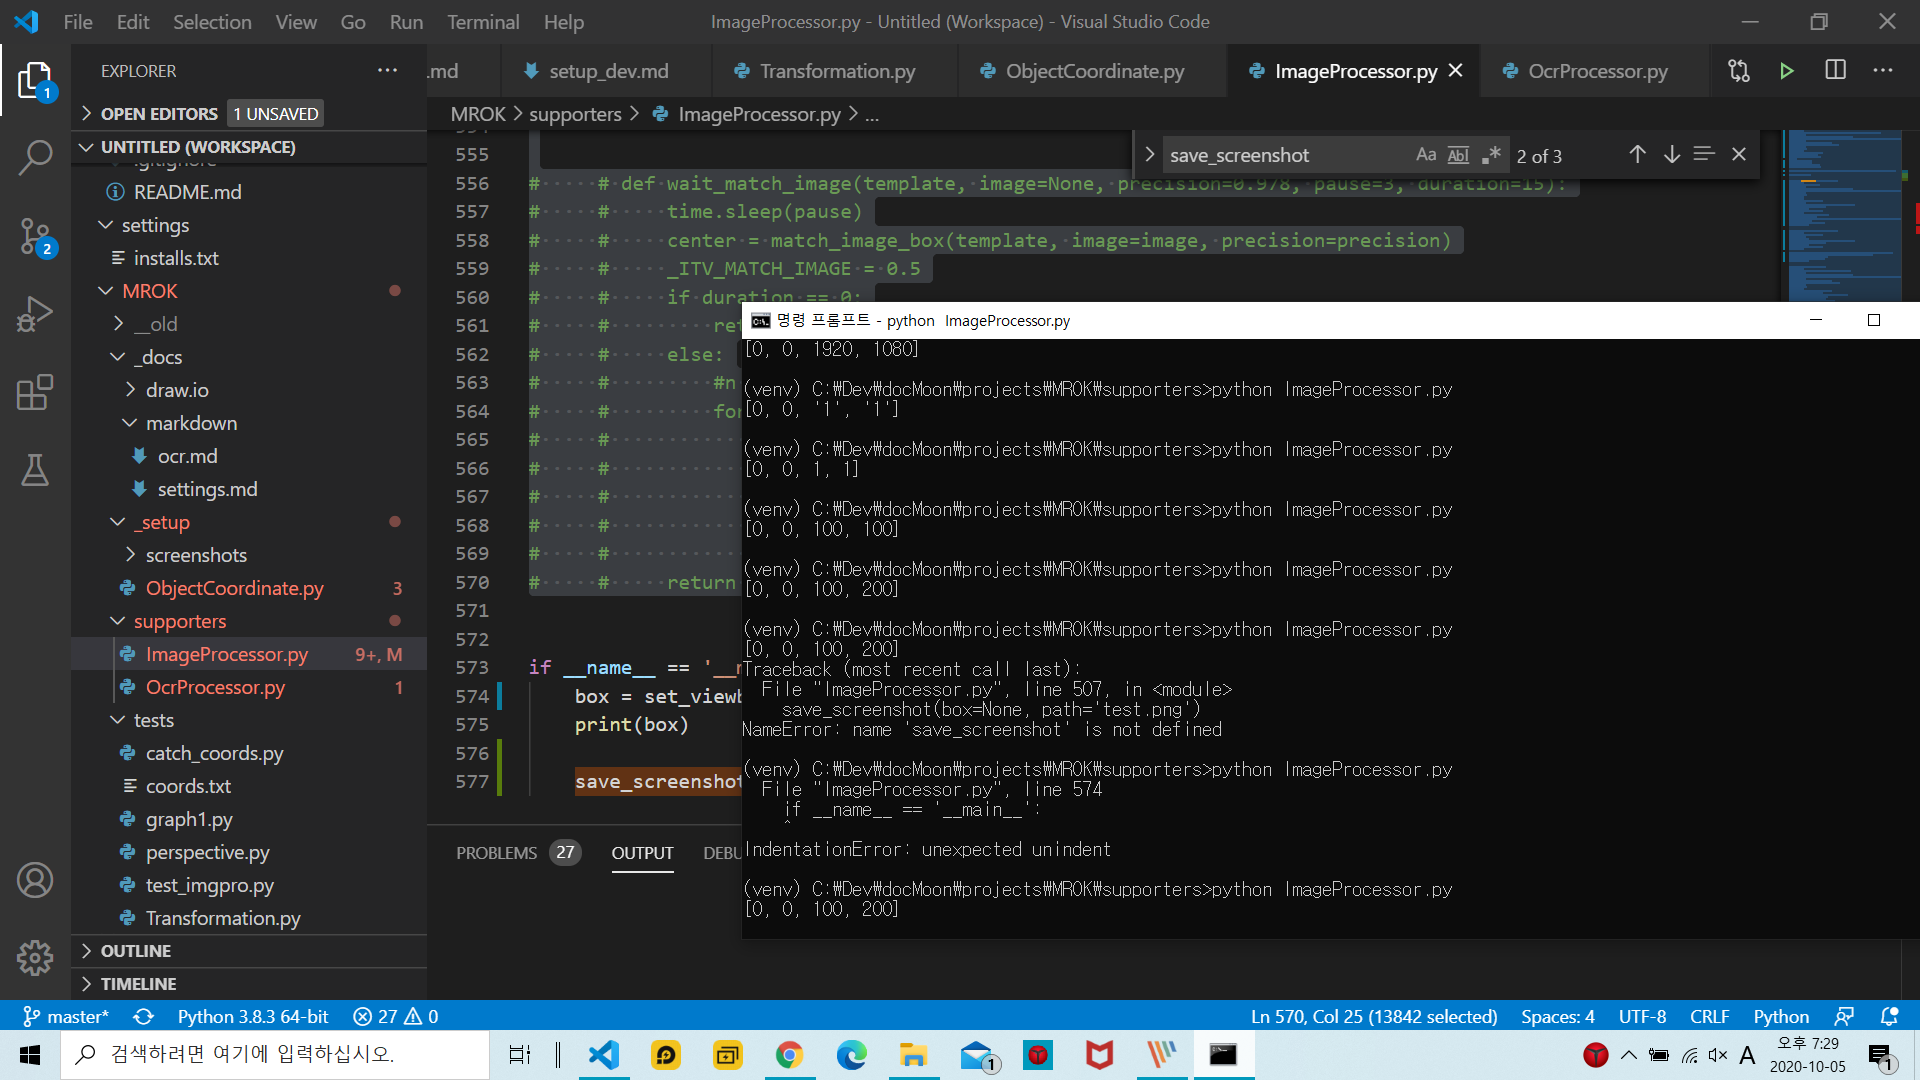 File Edit Selection View Go Run Terminal Help
ImageProcessor.py - Untitled (Workspace) - Visual Studio Code
EXPLORER
OPEN EDITORS 1 UNSAVED
UNTITLED (WORKSPACE)
.gitignore
README.md
settings
installs.txt
MROK
__old
_docs
draw.io
markdown
ocr.md
settings.md
_setup
screenshots
ObjectCoordinate.py 3
supporters
ImageProcessor.py 9+, M
OcrProcessor.py 1
tests
catch_coords.py
coords.txt
graph1.py
perspective.py
test_imgpro.py
Transformation.py
OUTLINE
TIMELINE
1
2
.md setup_dev.md Transformation.py ObjectCoordinate.py ImageProcessor.py OcrProcessor.py
MROK > supporters > ImageProcessor.py > ...
save_screenshot Aa Abl .* 2 of 3
554
555
556 # # def wait_match_image(template, image=None, precision=0.978, pause=3, duration=15):
557 # # time.sleep(pause)
558 # # center = match_image_box(template, image=image, precision=precision)
559 # # _ITV_MATCH_IMAGE = 0.5
560 # # if duration == 0:
561 # # ret
562 # # else:
563 # # #n
564 # # for
565 # #
566 # #
567 # #
568 # #
569 # #
570 # # return
571
572
573 if __name__ == '__m
574 box = set_viewb
575 print(box)
576
577 save_screenshot
PROBLEMS 27 OUTPUT DEBU
명령 프롬프트 - python ImageProcessor.py
[0, 0, 1920, 1080]
(venv) C:₩Dev₩docMoon₩projects₩MROK₩supporters>python ImageProcessor.py
[0, 0, '1', '1']
(venv) C:₩Dev₩docMoon₩projects₩MROK₩supporters>python ImageProcessor.py
[0, 0, 1, 1]
(venv) C:₩Dev₩docMoon₩projects₩MROK₩supporters>python ImageProcessor.py
[0, 0, 100, 100]
(venv) C:₩Dev₩docMoon₩projects₩MROK₩supporters>python ImageProcessor.py
[0, 0, 100, 200]
(venv) C:₩Dev₩docMoon₩projects₩MROK₩supporters>python ImageProcessor.py
[0, 0, 100, 200]
Traceback (most recent call last):
File "ImageProcessor.py", line 507, in <module>
save_screenshot(box=None, path='test.png')
NameError: name 'save_screenshot' is not defined
(venv) C:₩Dev₩docMoon₩projects₩MROK₩supporters>python ImageProcessor.py
File "ImageProcessor.py", line 574
if __name__ == '__main__':
^
IndentationError: unexpected unindent
(venv) C:₩Dev₩docMoon₩projects₩MROK₩supporters>python ImageProcessor.py
[0, 0, 100, 200]
master* Python 3.8.3 64-bit 27 0 Ln 570, Col 25 (13842 selected) Spaces: 4 UTF-8 CRLF Python
검색하려면 여기에 입력하십시오.
1
A
오후 7:29
2020-10-05
1